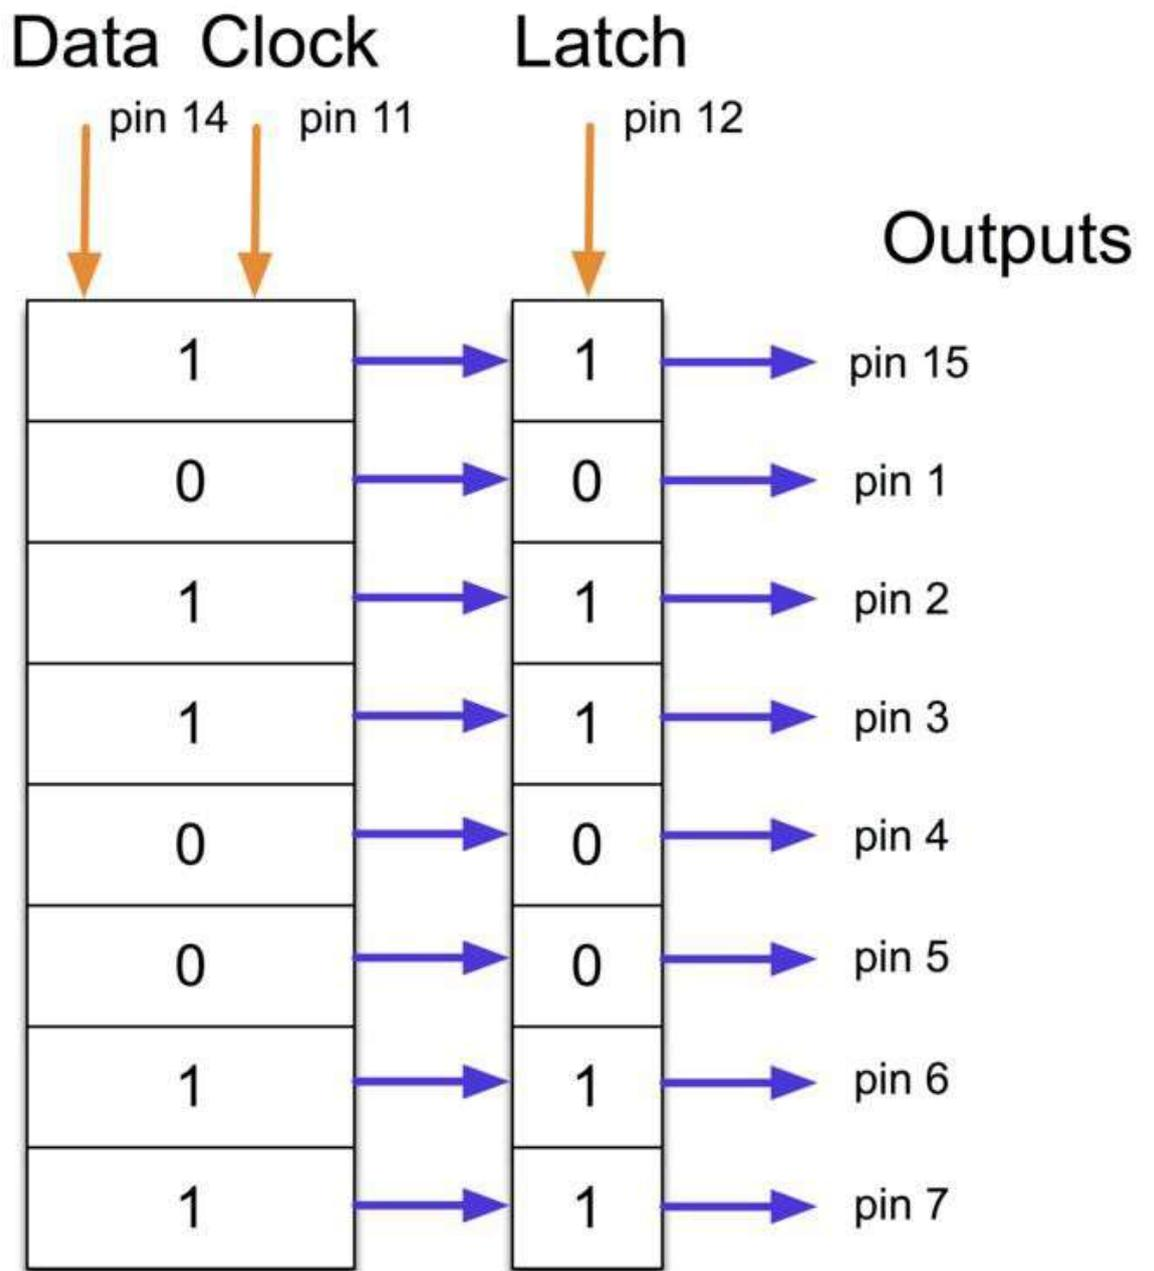 Data Clock Latch
pin 14 pin 11 pin 12
Outputs
1 1 pin 15
0 0 pin 1
1 1 pin 2
1 1 pin 3
0 0 pin 4
0 0 pin 5
1 1 pin 6
1 1 pin 7